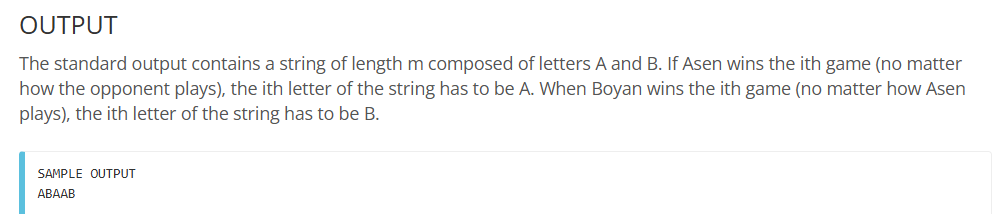 OUTPUT
The standard output contains a string of length m composed of letters A and B. If Asen wins the ith game (no matter
how the opponent plays), the ith letter of the string has to be A. When Boyan wins the ith game (no matter how Asen
plays), the ith letter of the string has to be B.
SAMPLE OUTPUT
ABAAB